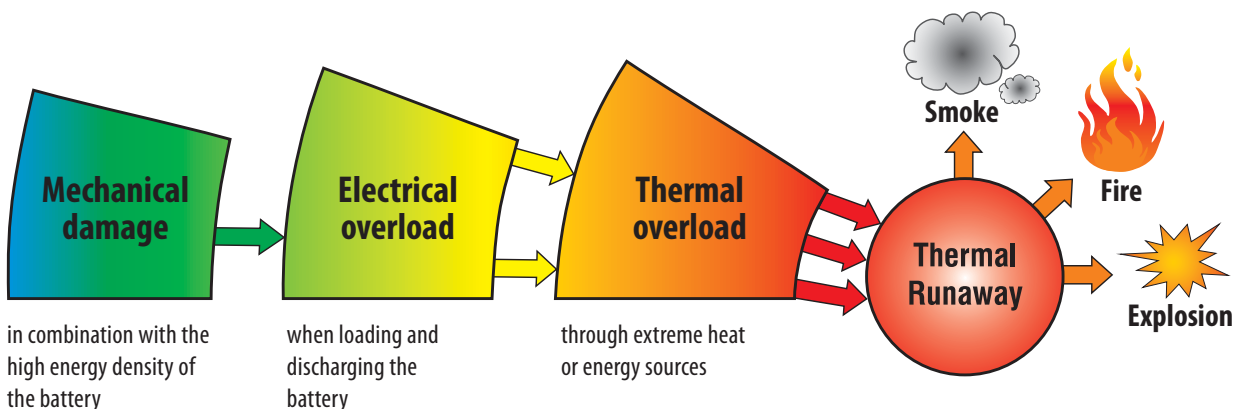 Mechanical
damage
in combination with the
high energy density of
the battery
Electrical
overload
when loading and
discharging the
battery
Thermal
overload
through extreme heat
or energy sources
Thermal
Runaway
Smoke
Fire
Explosion